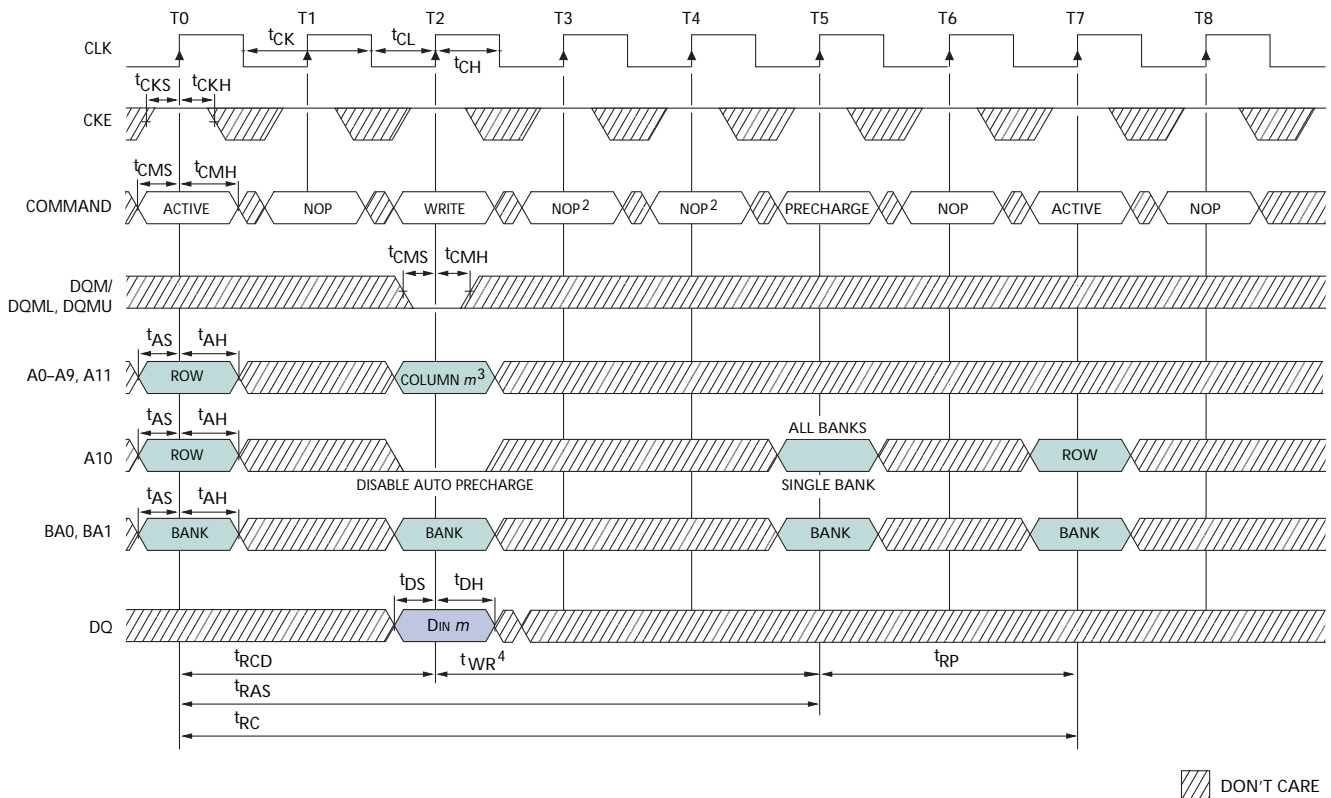 T0 T1 T2 T3 T4 T5 T6 T7 T8
CLK
tCK tCL
tCH
tCKS tCKH
CKE
tCMS tCMH
COMMAND ACTIVE NOP WRITE NOP2 NOP2 PRECHARGE NOP ACTIVE NOP
tCMS tCMH
DQM/
DQML, DQMU
tAS tAH
A0–A9, A11 ROW COLUMN m3
tAS tAH ALL BANKS
A10 ROW ROW
DISABLE AUTO PRECHARGE SINGLE BANK
tAS tAH
BA0, BA1 BANK BANK BANK BANK
tDS tDH
DQ DIN m
tRCD tWR4 tRP
tRAS
tRC
DON'T CARE